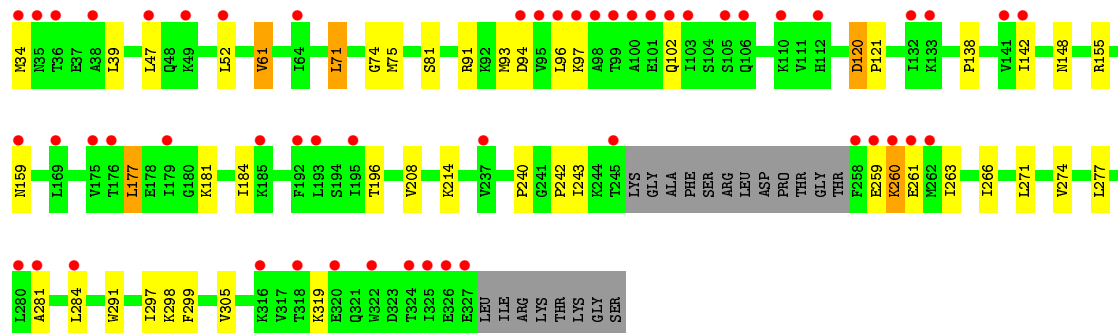 M34 N35 T36 E37 A38 L39 L47 Q48 K49 L52 V61 I64 L71 G74 M75 S81 R91 K92 M93 D94 V95 L96 K97 A98 T99 A100 E101 Q102 I103 S104 S105 Q106 K110 V111 H112 D120 P121 I132 K133 P138 V141 I142 N148 R155
N159 L169 V175 T176 L177 E178 I179 G180 K181 I184 K185 F192 L193 S194 I195 T196 V208 K214 V237 P240 G241 P242 I243 K244 T245 LYS GLY ALA PHE SER ARG LEU ASP PRO THR GLY THR F258 E259 K260 E261 M262 I263 I266 L271 V274 L277
L280 A281 L284 W291 I297 K298 F299 V305 K316 V317 T318 K319 E320 Q321 W322 D323 T324 I325 E326 E327 LEU ILE ARG LYS THR LYS GLY SER